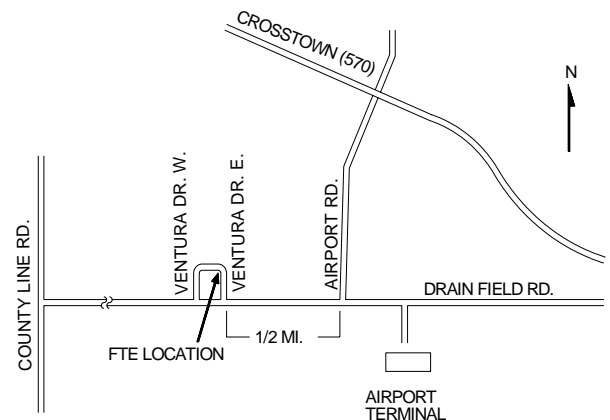 CROSSTOWN (570)
N
COUNTY LINE RD.
VENTURA DR. W.
VENTURA DR. E.
AIRPORT RD.
DRAIN FIELD RD.
FTE LOCATION
1/2 MI.
AIRPORT
TERMINAL